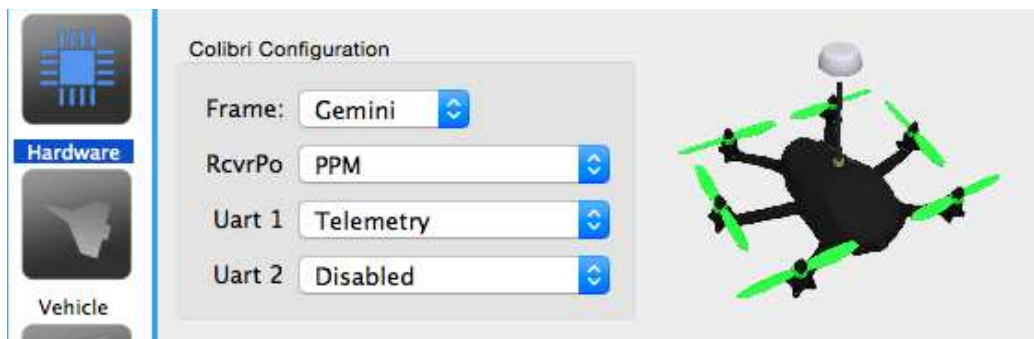 Hardware
Vehicle
Colibri Configuration
Frame: Gemini
RcvrPo PPM
Uart 1 Telemetry
Uart 2 Disabled